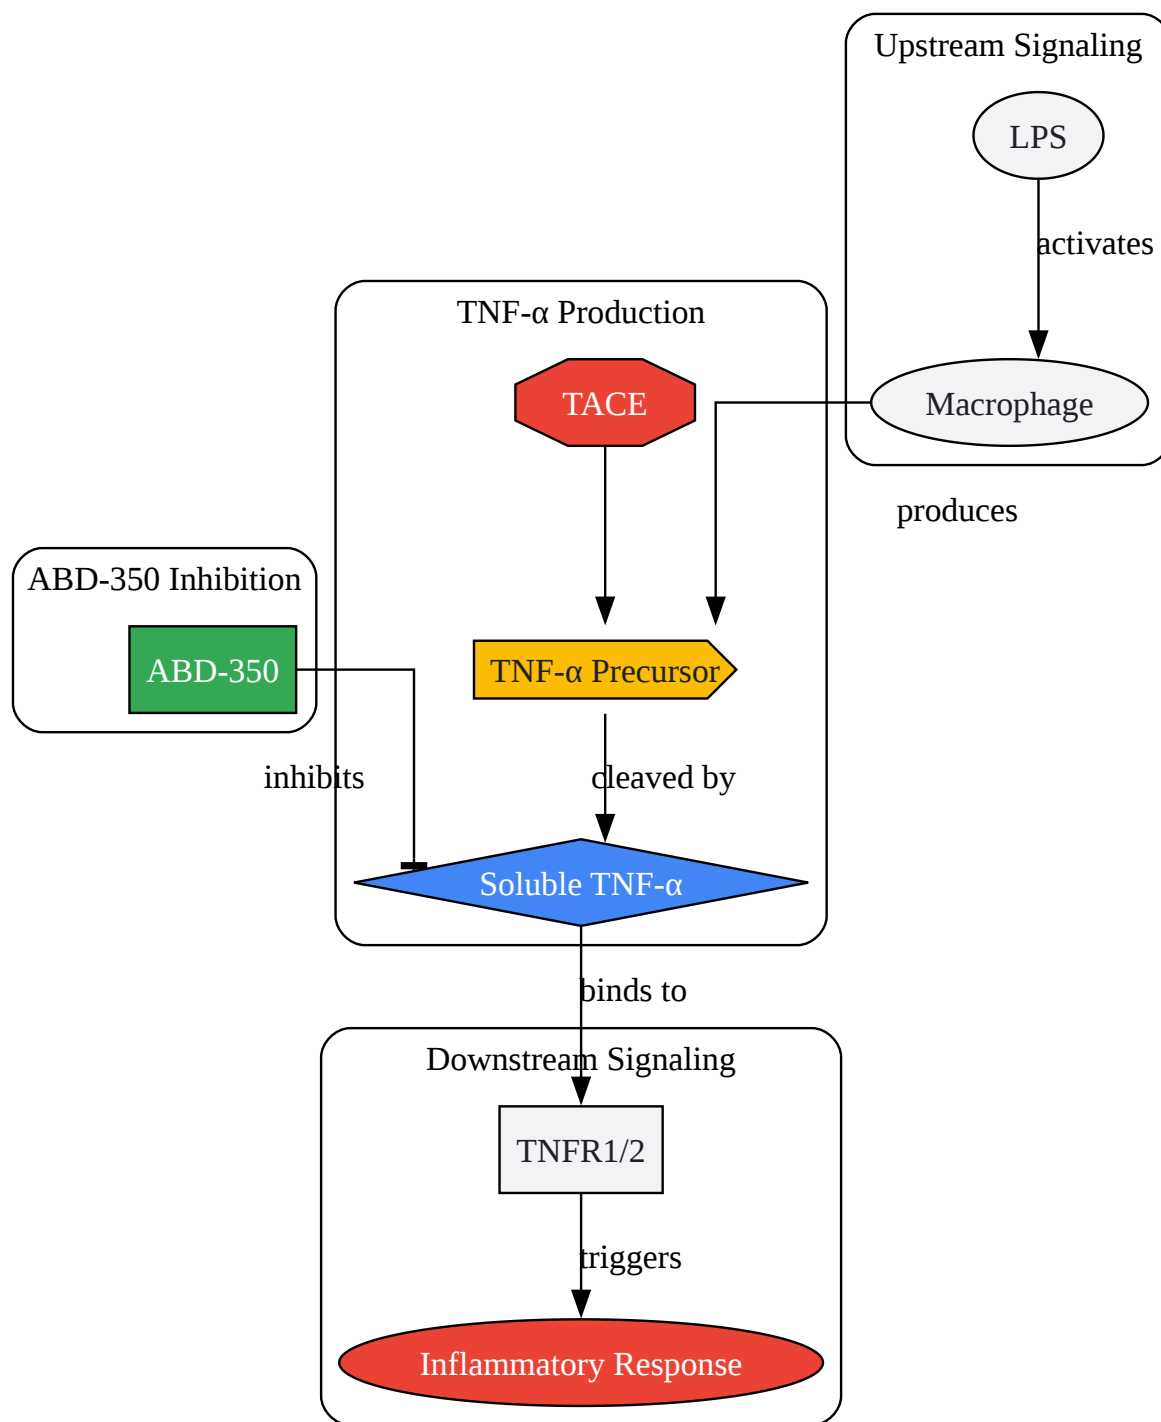 Upstream Signaling
LPS
activates
TNF-α Production
TACE
Macrophage
produces
ABD-350 Inhibition
ABD-350
TNF-α Precursor
inhibits
cleaved by
Soluble TNF-α
binds to
Downstream Signaling
TNFR1/2
triggers
Inflammatory Response